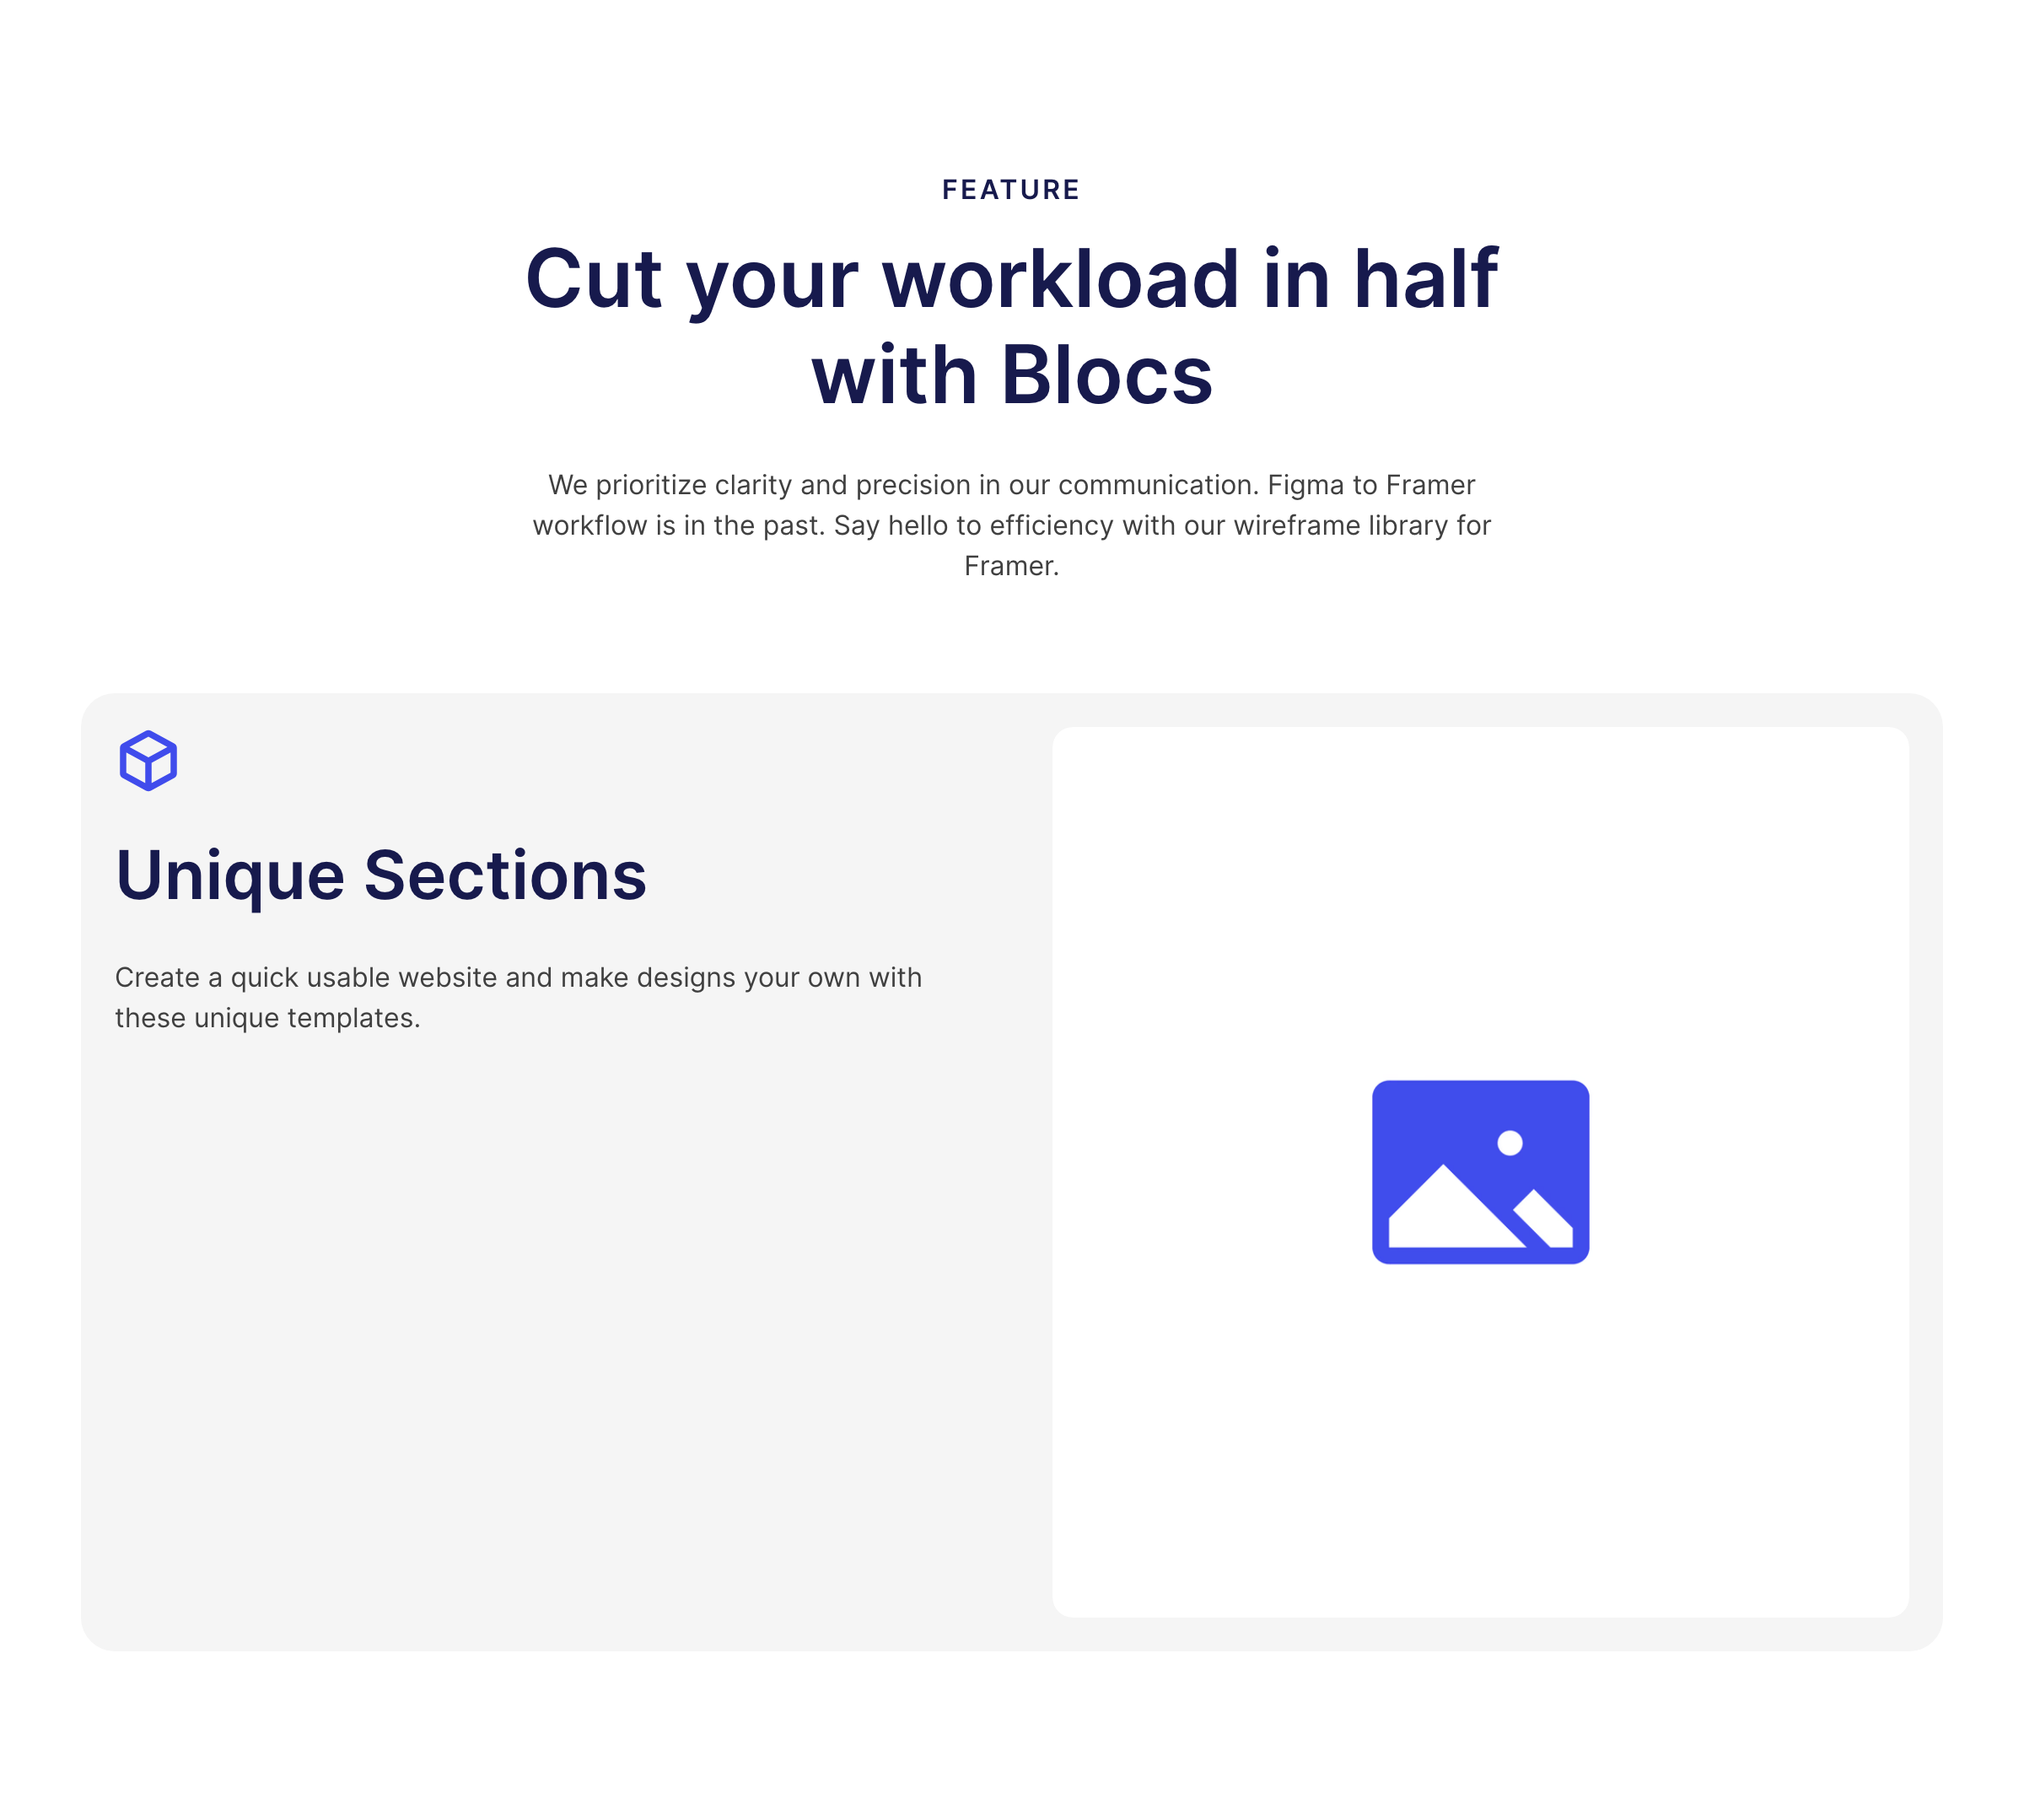 FEATURE
Cut your workload in half
with Blocs
We prioritize clarity and precision in our communication. Figma to Framer
workflow is in the past. Say hello to efficiency with our wireframe library for
Framer.
Unique Sections
Create a quick usable website and make designs your own with
these unique templates.